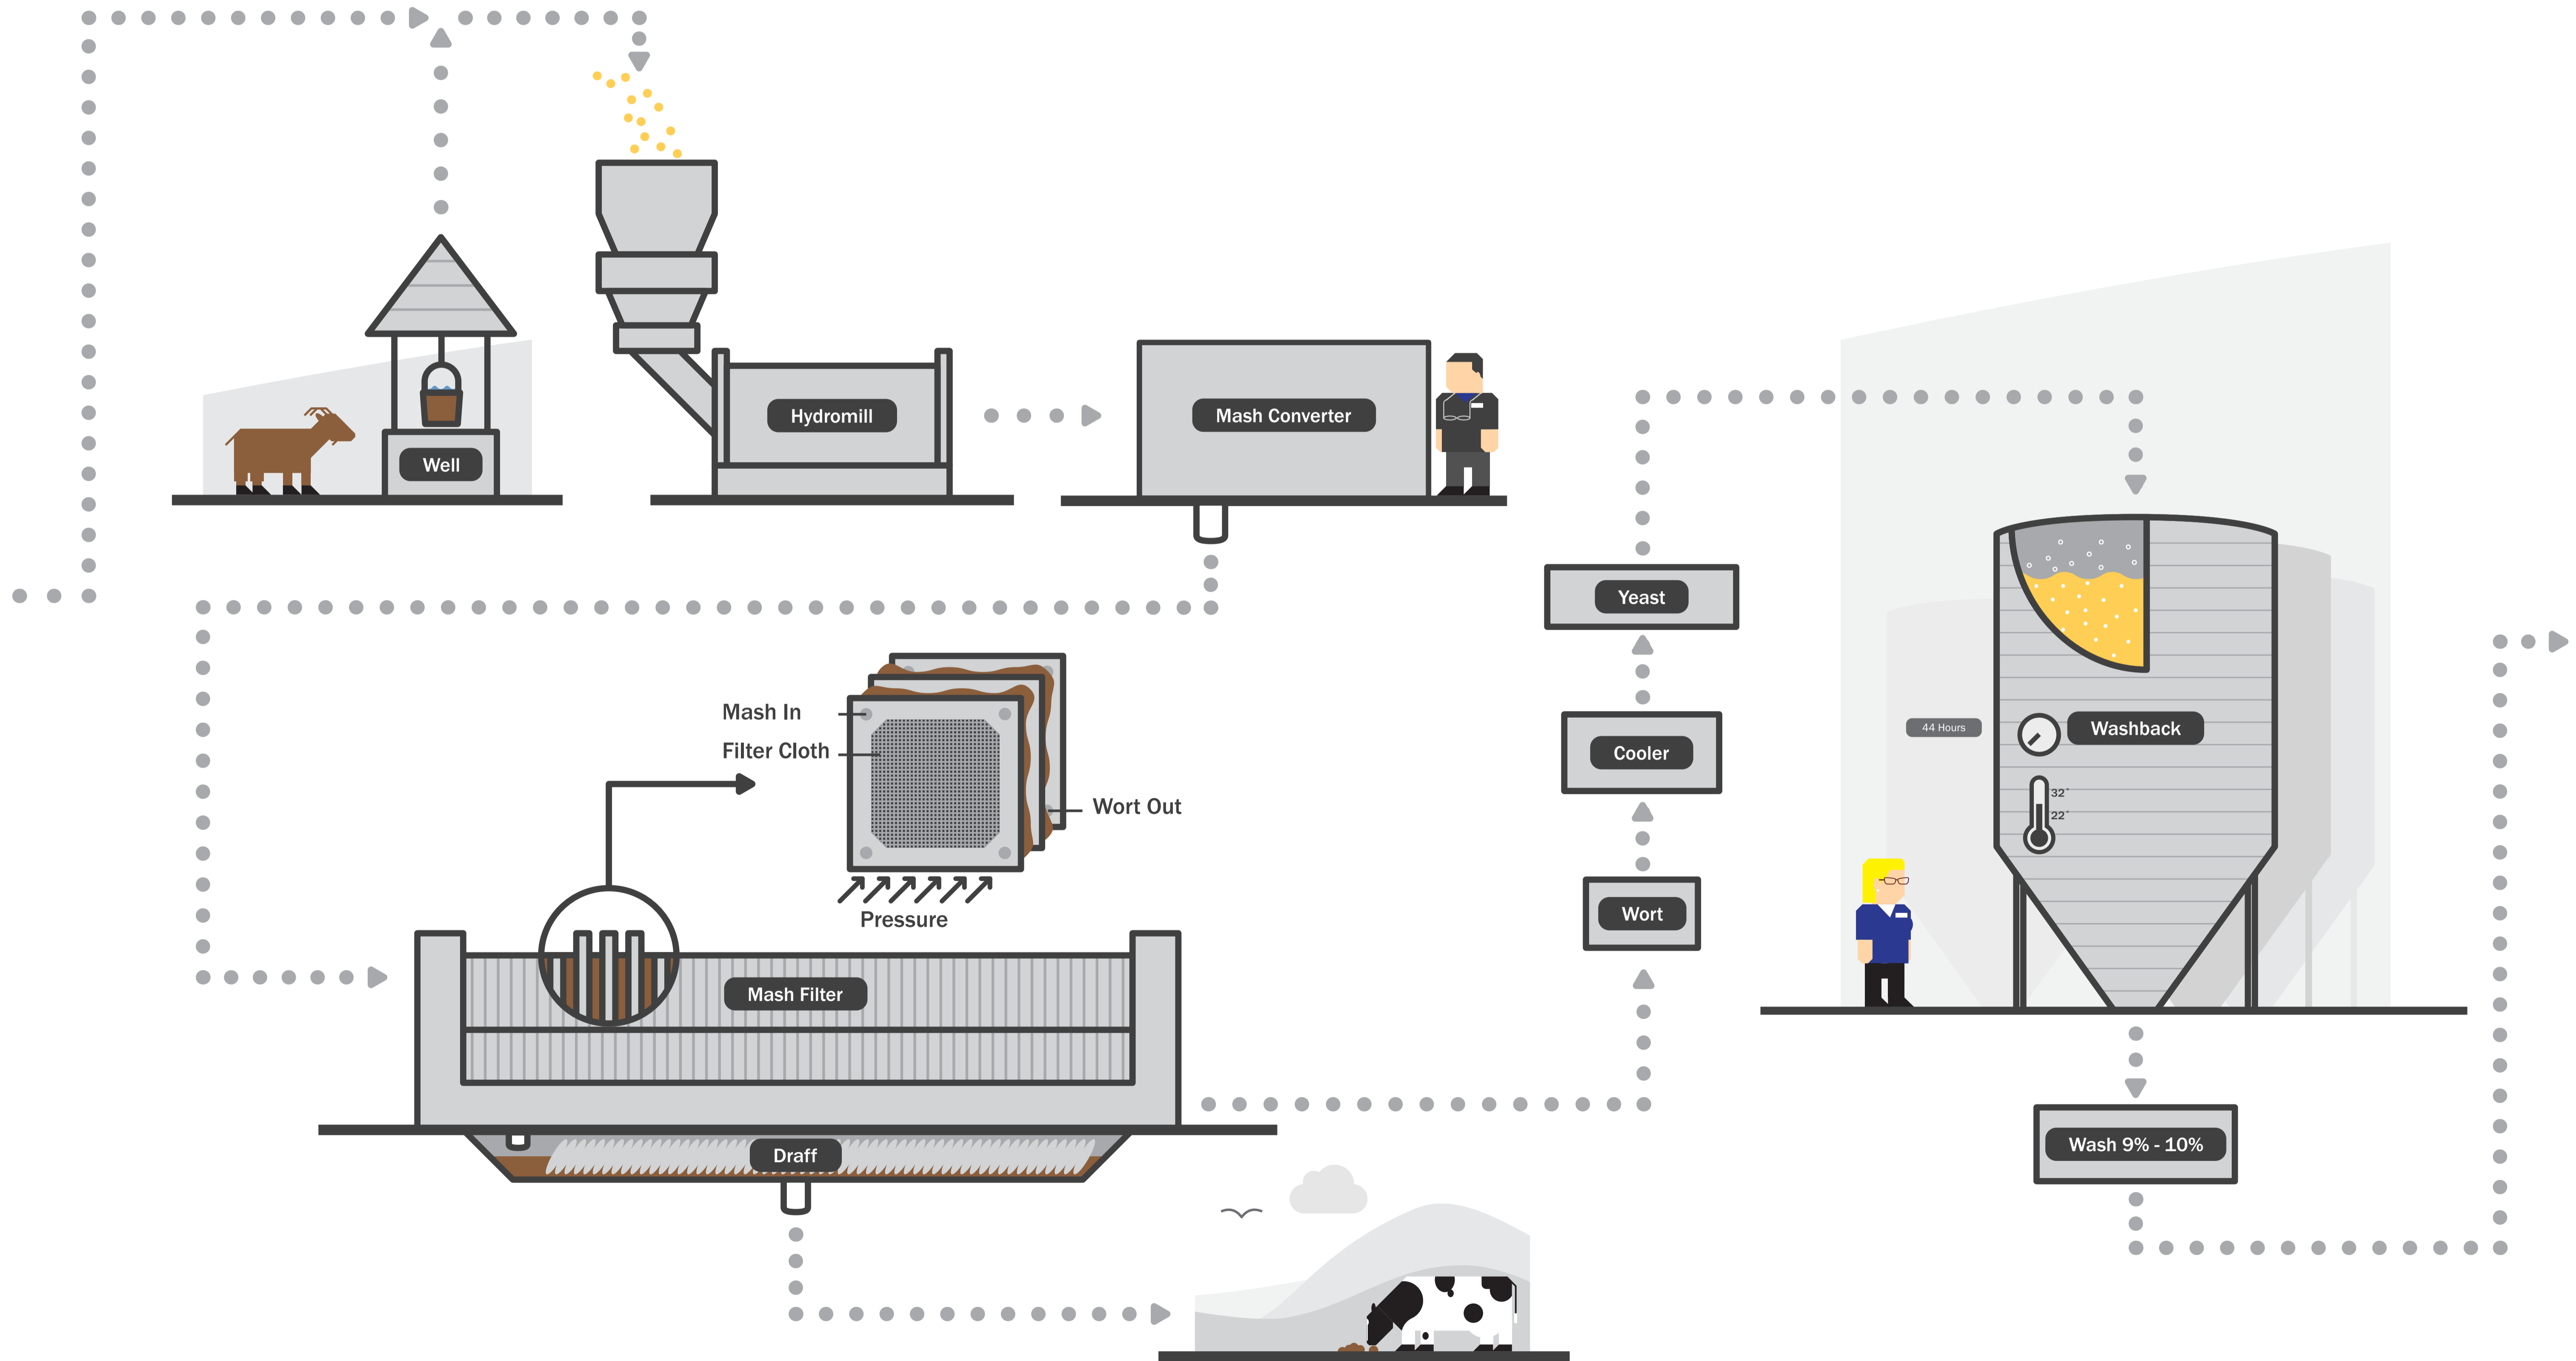 Well
Hydromill
Mash Converter
Mash In
Filter Cloth
Wort Out
Pressure
Mash Filter
Draff
Yeast
Cooler
Wort
44 Hours
Washback
32°
22°
Wash 9% - 10%